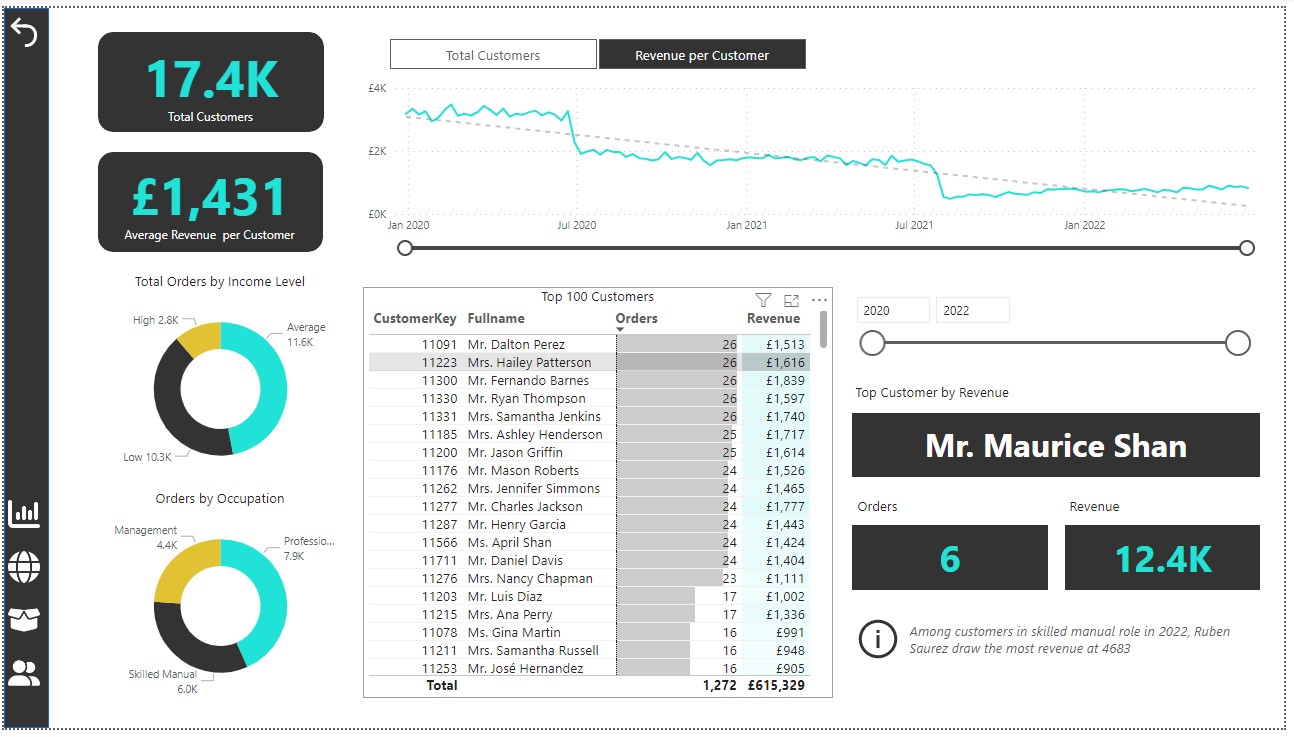 17.4K
Total Customers
£1,431
Average Revenue per Customer
Total Customers
Revenue per Customer
£4K
£2K
£0K
Jan 2020
Jul 2020
Jan 2021
Jul 2021
Jan 2022
Total Orders by Income Level
High 2.8K
Average
11.6K
Low 10.3K
Orders by Occupation
Management
4.4K
Professio...
7.9K
Skilled Manual
6.0K
Top 100 Customers
CustomerKey Fullname Orders Revenue
11091 Mr. Dalton Perez 26 £1,513
11223 Mrs. Hailey Patterson 26 £1,616
11300 Mr. Fernando Barnes 26 £1,839
11330 Mr. Ryan Thompson 26 £1,597
11331 Mrs. Samantha Jenkins 26 £1,740
11185 Mrs. Ashley Henderson 25 £1,717
11200 Mr. Jason Griffin 25 £1,614
11176 Mr. Mason Roberts 24 £1,526
11262 Mrs. Jennifer Simmons 24 £1,465
11277 Mr. Charles Jackson 24 £1,777
11287 Mr. Henry Garcia 24 £1,443
11566 Ms. April Shan 24 £1,424
11711 Mr. Daniel Davis 24 £1,404
11276 Mrs. Nancy Chapman 23 £1,111
11203 Mr. Luis Diaz 17 £1,002
11215 Mrs. Ana Perry 17 £1,336
11078 Ms. Gina Martin 16 £991
11211 Mrs. Samantha Russell 16 £948
11253 Mr. José Hernandez 16 £905
Total 1,272 £615,329
2020
2022
Top Customer by Revenue
Mr. Maurice Shan
Orders
6
Revenue
12.4K
Among customers in skilled manual role in 2022, Ruben
Saurez draw the most revenue at 4683